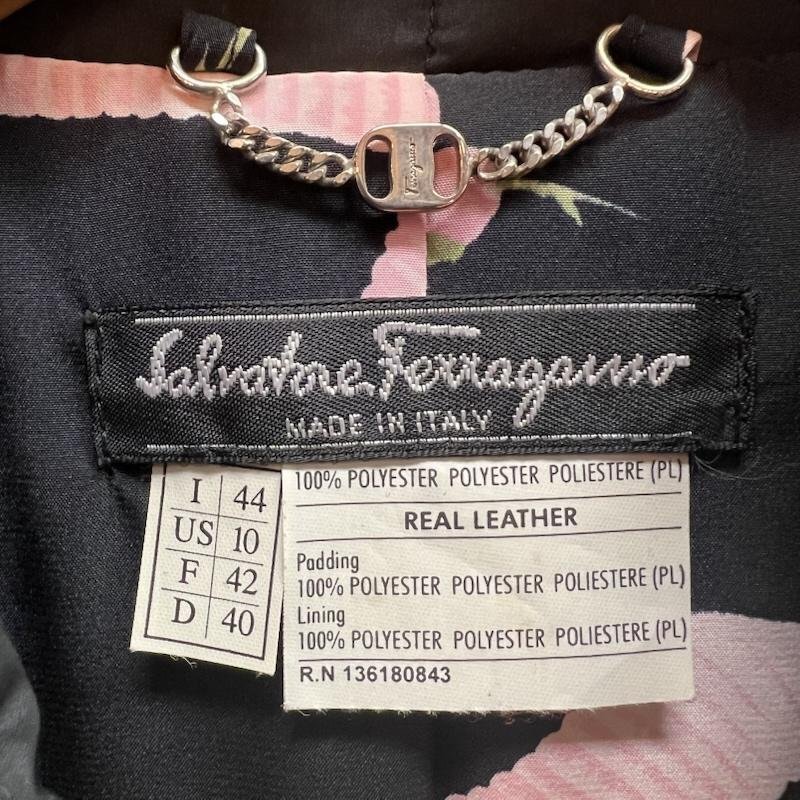 Ferragamo
Salvatore Ferragamo
MADE IN ITALY
I 44
US 10
F 42
D 40
100% POLYESTER POLYESTER POLIESTERE (PL)
REAL LEATHER
Padding
100% POLYESTER POLYESTER POLIESTERE (PL)
Lining
100% POLYESTER POLYESTER POLIESTERE (PL)
R.N 136180843